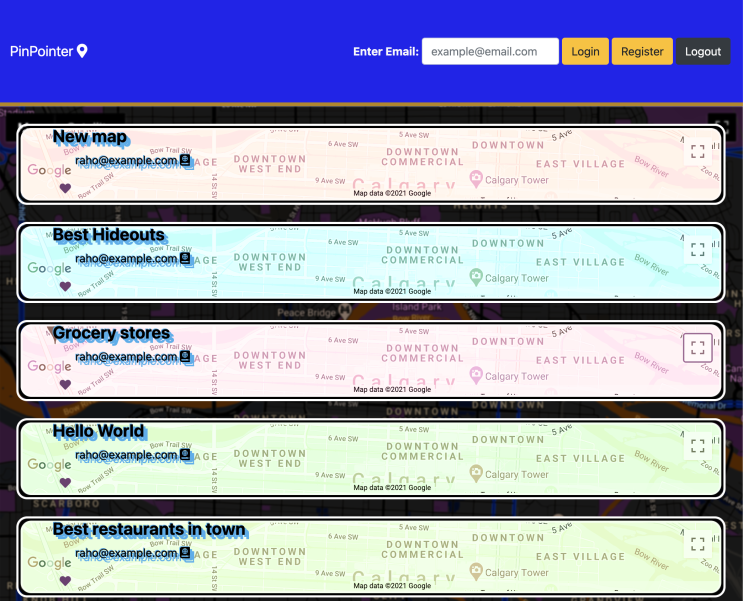 PinPointer
Enter Email: example@email.com Login Register Logout
New map
raho@example.com
Google
Bow Trail SW
14 St SW
DOWNTOWN WEST END
6 Ave SW
9 Ave SW
5 Ave SW
DOWNTOWN COMMERCIAL
Calgary
DOWNTOWN
5 Ave
Calgary Tower
EAST VILLAGE
Bow River
Map data ©2021 Google
Best Hideouts
raho@example.com
Google
Bow Trail SW
14 St SW
DOWNTOWN WEST END
6 Ave SW
9 Ave SW
5 Ave SW
DOWNTOWN COMMERCIAL
Calgary
DOWNTOWN
5 Ave
Calgary Tower
EAST VILLAGE
Bow River
Map data ©2021 Google
Peace Bridge
Island Park
Grocery stores
raho@example.com
Google
Bow Trail SW
14 St SW
DOWNTOWN WEST END
6 Ave SW
9 Ave SW
5 Ave SW
DOWNTOWN COMMERCIAL
Calgary
DOWNTOWN
5 Ave
Calgary Tower
EAST VILLAGE
Bow River
Map data ©2021 Google
DOWNTOWN
DOWNTOWN
Hello World
raho@example.com
Google
Bow Trail SW
14 St SW
DOWNTOWN WEST END
6 Ave SW
9 Ave SW
5 Ave SW
DOWNTOWN COMMERCIAL
Calgary
DOWNTOWN
5 Ave
Calgary Tower
EAST VILLAGE
Bow River
Map data ©2021 Google
SCARBORO
Best restaurants in town
raho@example.com
Google
Bow Trail SW
14 St SW
DOWNTOWN WEST END
6 Ave SW
9 Ave SW
5 Ave SW
DOWNTOWN COMMERCIAL
Calgary
DOWNTOWN
5 Ave
Calgary Tower
EAST VILLAGE
Bow River
Map data ©2021 Google